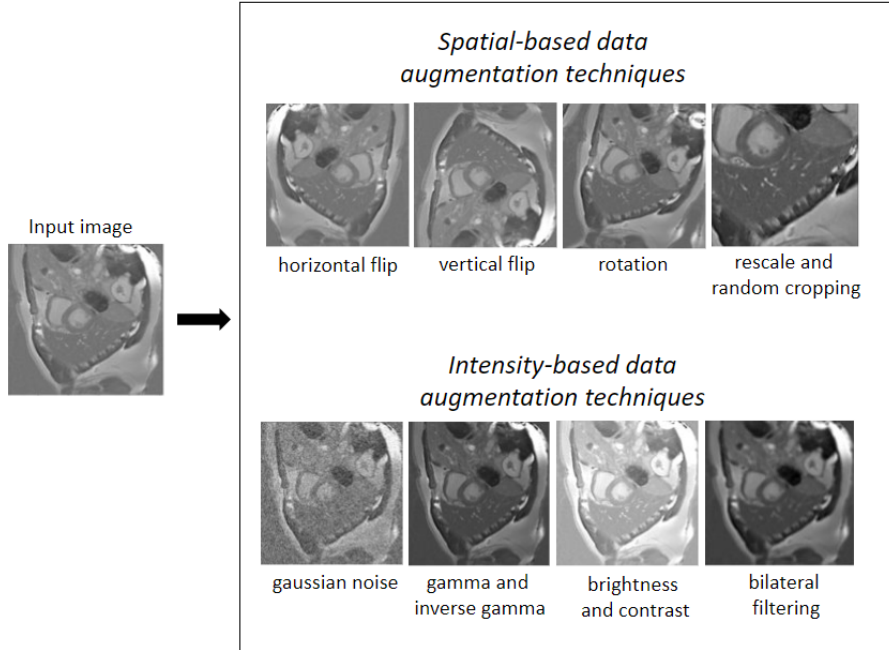 Spatial-based data
augmentation techniques
Input image
horizontal flip
vertical flip
rotation
rescale and
random cropping
Intensity-based data
augmentation techniques
gaussian noise
gamma and
inverse gamma
brightness
and contrast
bilateral
filtering